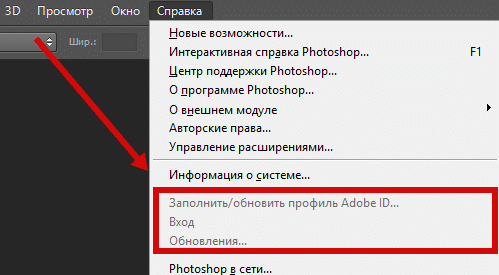 3D Просмотр Окно Справка
Шир.:
Новые возможности...
Интерактивная справка Photoshop... F1
Центр поддержки Photoshop...
О программе Photoshop...
О внешнем модуле
Авторские права...
Управление расширениями...
Информация о системе...
Заполнить/обновить профиль Adobe ID...
Вход
Обновления...
Photoshop в сети...